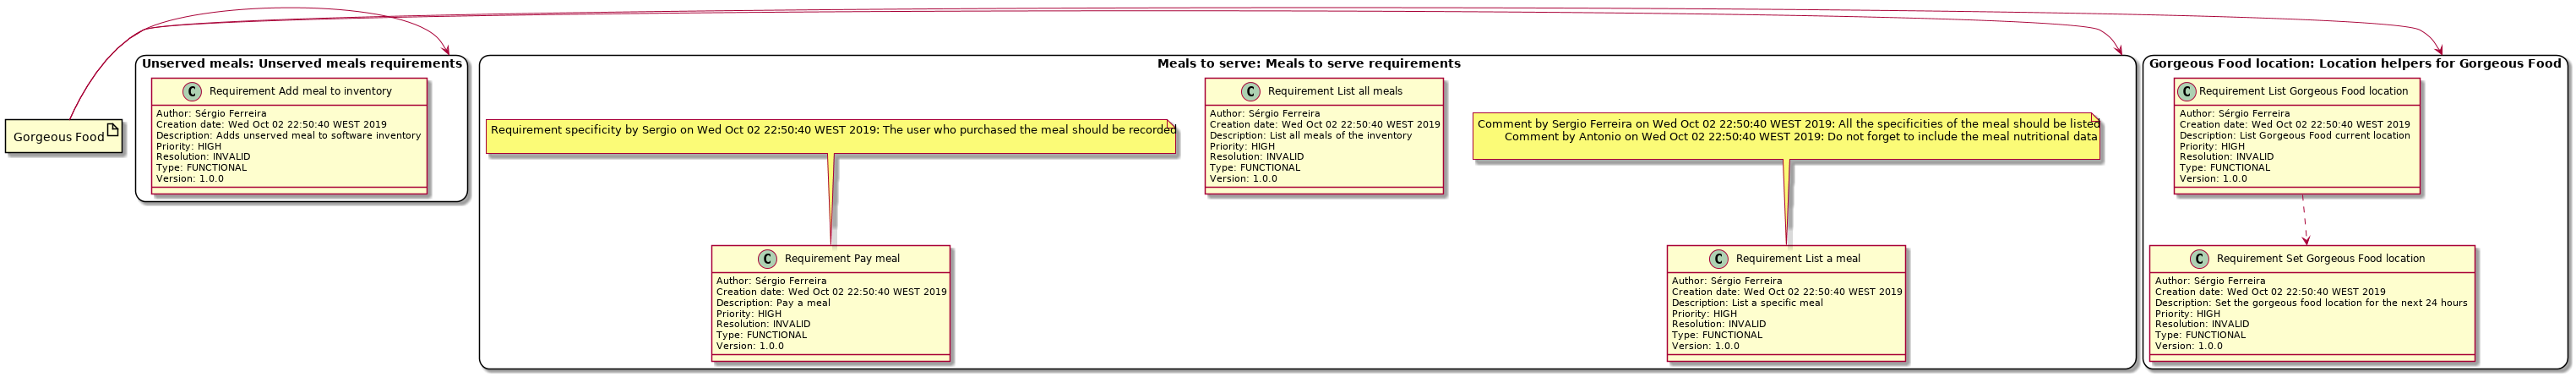 Gorgeous Food
Unserved meals: Unserved meals requirements
C Requirement Add meal to inventory
Author: Sérgio Ferreira
Creation date: Wed Oct 02 22:50:40 WEST 2019
Description: Adds unserved meal to software inventory
Priority: HIGH
Resolution: INVALID
Type: FUNCTIONAL
Version: 1.0.0
Meals to serve: Meals to serve requirements
Requirement specificity by Sergio on Wed Oct 02 22:50:40 WEST 2019: The user who purchased the meal should be recorded
C Requirement List all meals
Author: Sérgio Ferreira
Creation date: Wed Oct 02 22:50:40 WEST 2019
Description: List all meals of the inventory
Priority: HIGH
Resolution: INVALID
Type: FUNCTIONAL
Version: 1.0.0
Comment by Sergio Ferreira on Wed Oct 02 22:50:40 WEST 2019: All the specificities of the meal should be listed
Comment by Antonio on Wed Oct 02 22:50:40 WEST 2019: Do not forget to include the meal nutritional data
C Requirement Pay meal
Author: Sérgio Ferreira
Creation date: Wed Oct 02 22:50:40 WEST 2019
Description: Pay a meal
Priority: HIGH
Resolution: INVALID
Type: FUNCTIONAL
Version: 1.0.0
C Requirement List a meal
Author: Sérgio Ferreira
Creation date: Wed Oct 02 22:50:40 WEST 2019
Description: List a specific meal
Priority: HIGH
Resolution: INVALID
Type: FUNCTIONAL
Version: 1.0.0
Gorgeous Food location: Location helpers for Gorgeous Food
C Requirement List Gorgeous Food location
Author: Sérgio Ferreira
Creation date: Wed Oct 02 22:50:40 WEST 2019
Description: List Gorgeous Food current location
Priority: HIGH
Resolution: INVALID
Type: FUNCTIONAL
Version: 1.0.0
C Requirement Set Gorgeous Food location
Author: Sérgio Ferreira
Creation date: Wed Oct 02 22:50:40 WEST 2019
Description: Set the gorgeous food location for the next 24 hours
Priority: HIGH
Resolution: INVALID
Type: FUNCTIONAL
Version: 1.0.0